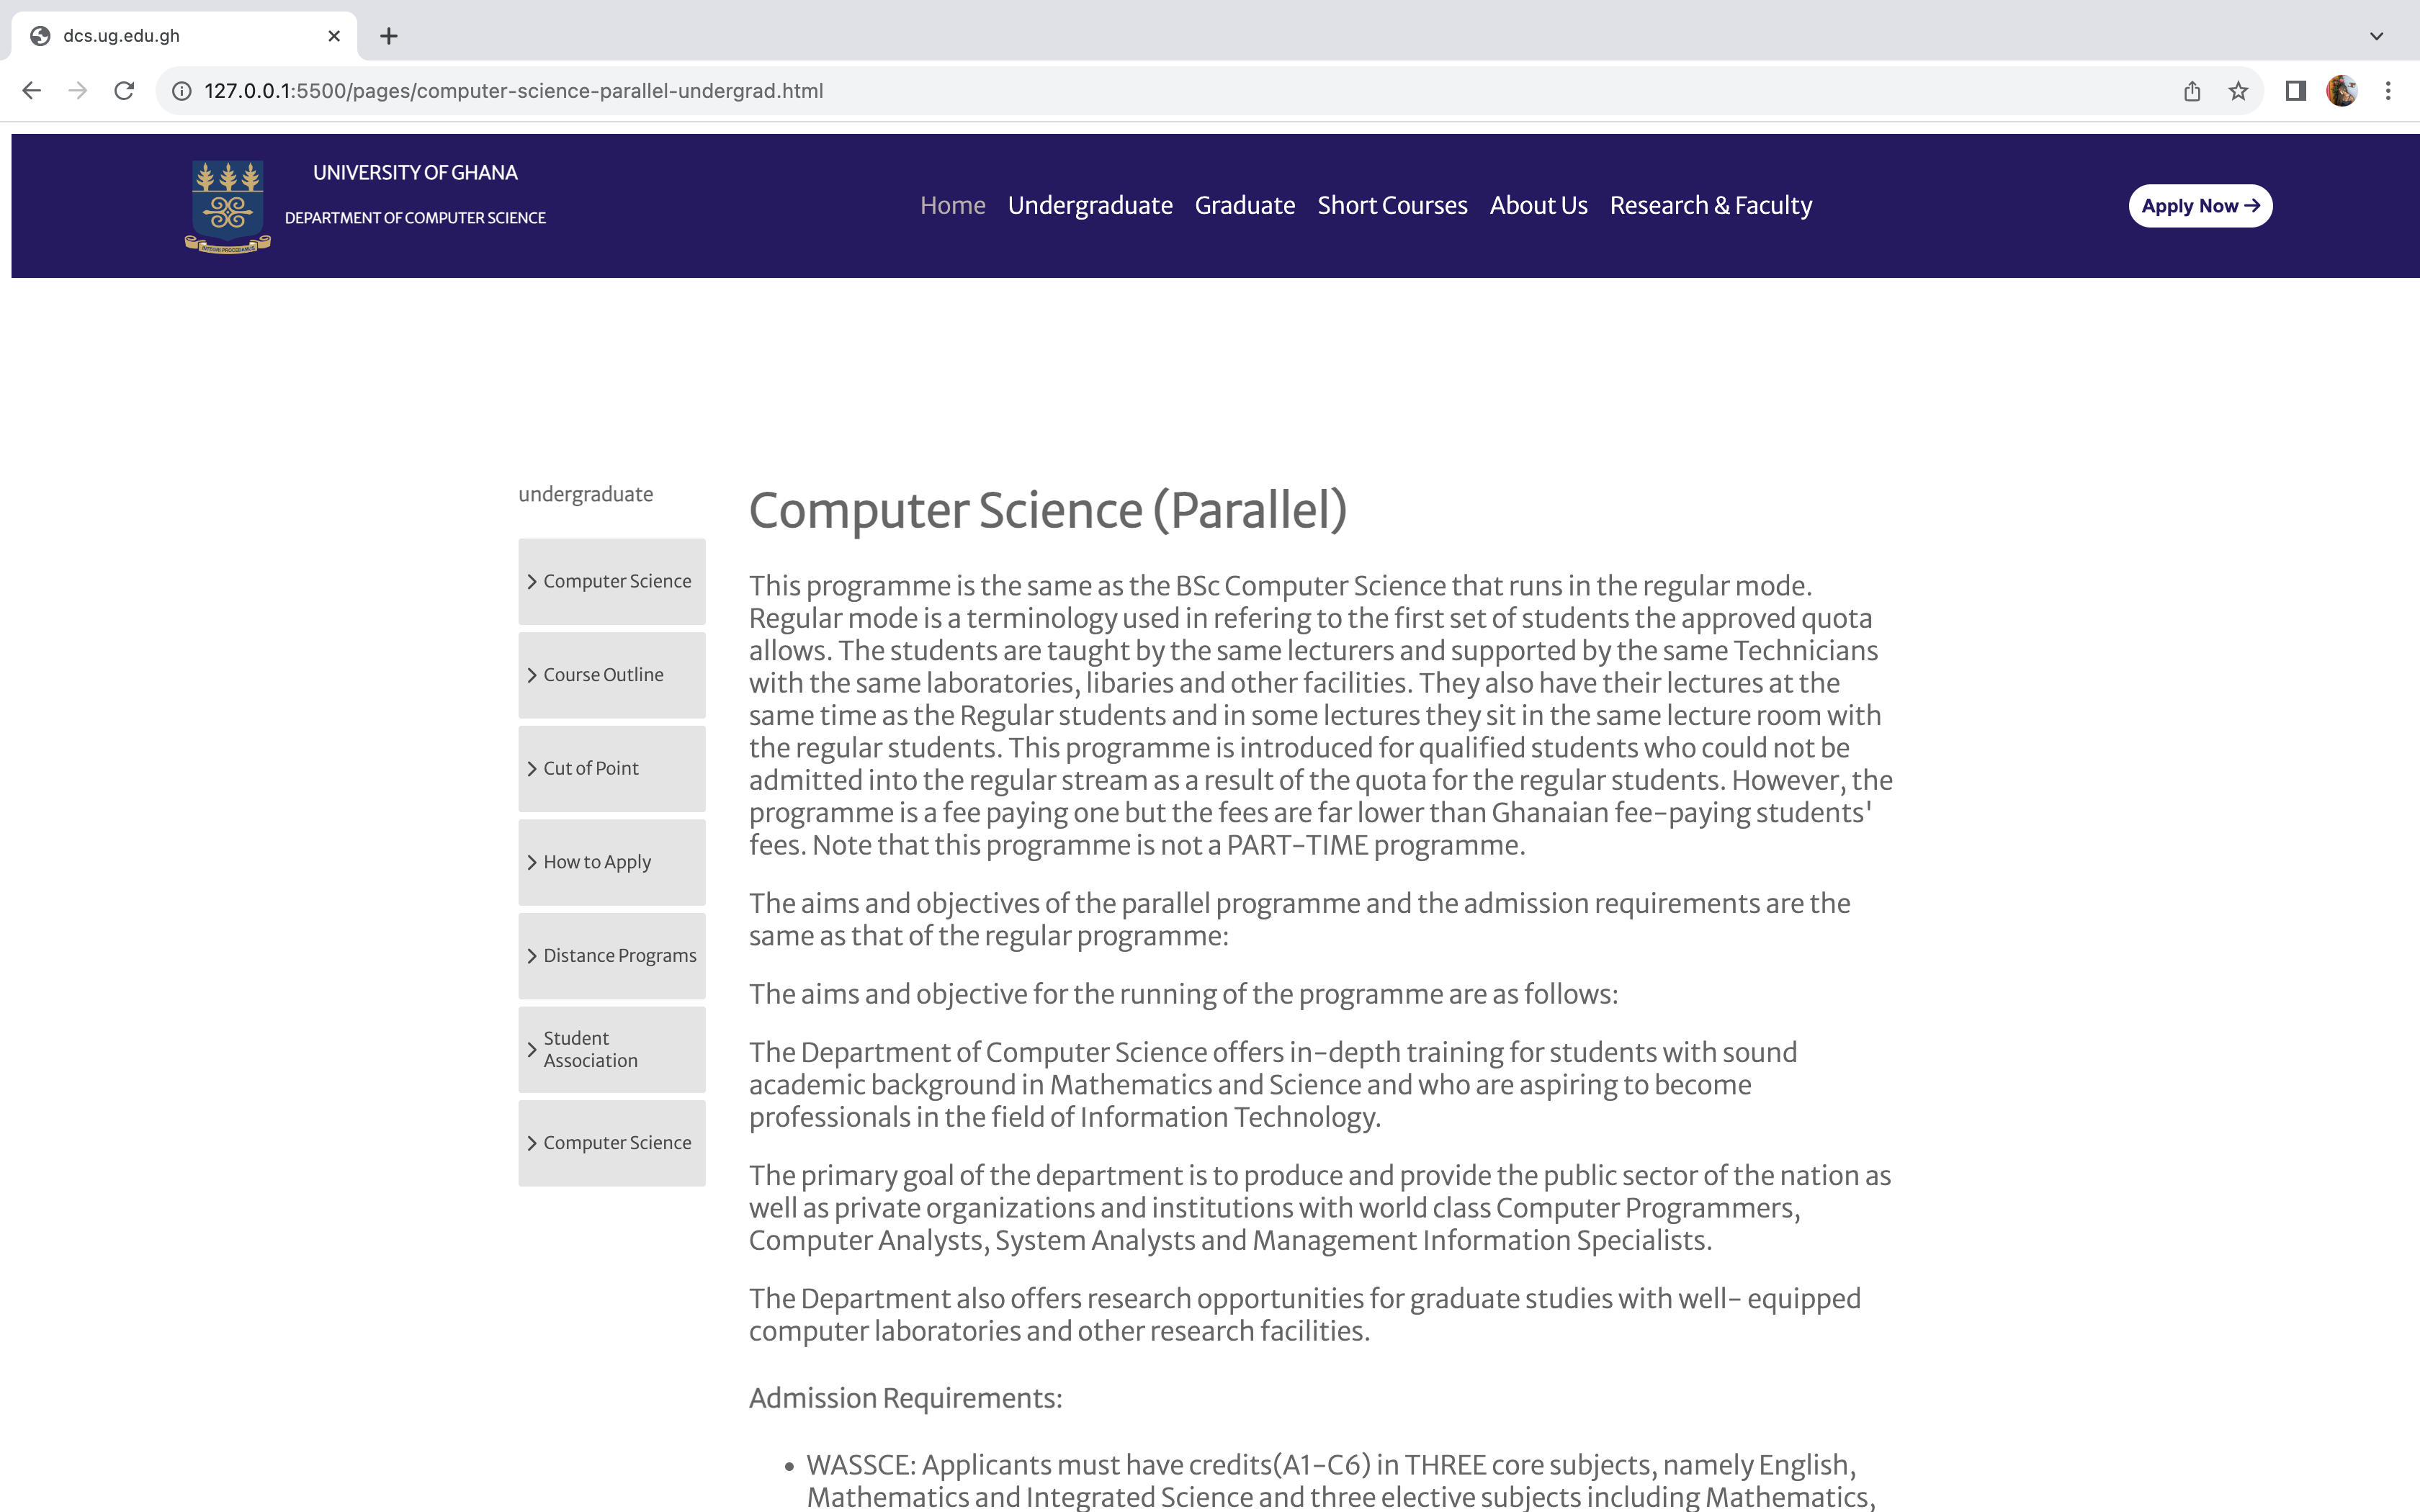 dcs.ug.edu.gh
127.0.0.1:5500/pages/computer-science-parallel-undergrad.html
UNIVERSITY OF GHANA
DEPARTMENT OF COMPUTER SCIENCE
INTEGRI PROCEDAMUS
Home Undergraduate Graduate Short Courses About Us Research & Faculty
Apply Now
undergraduate
Computer Science
Course Outline
Cut of Point
How to Apply
Distance Programs
Student
Association
Computer Science
Computer Science (Parallel)
This programme is the same as the BSc Computer Science that runs in the regular mode.
Regular mode is a terminology used in refering to the first set of students the approved quota
allows. The students are taught by the same lecturers and supported by the same Technicians
with the same laboratories, libaries and other facilities. They also have their lectures at the
same time as the Regular students and in some lectures they sit in the same lecture room with
the regular students. This programme is introduced for qualified students who could not be
admitted into the regular stream as a result of the quota for the regular students. However, the
programme is a fee paying one but the fees are far lower than Ghanaian fee-paying students'
fees. Note that this programme is not a PART-TIME programme.
The aims and objectives of the parallel programme and the admission requirements are the
same as that of the regular programme:
The aims and objective for the running of the programme are as follows:
The Department of Computer Science offers in-depth training for students with sound
academic background in Mathematics and Science and who are aspiring to become
professionals in the field of Information Technology.
The primary goal of the department is to produce and provide the public sector of the nation as
well as private organizations and institutions with world class Computer Programmers,
Computer Analysts, System Analysts and Management Information Specialists.
The Department also offers research opportunities for graduate studies with well- equipped
computer laboratories and other research facilities.
Admission Requirements:
• WASSCE: Applicants must have credits(A1-C6) in THREE core subjects, namely English,
Mathematics and Integrated Science and three elective subjects including Mathematics,